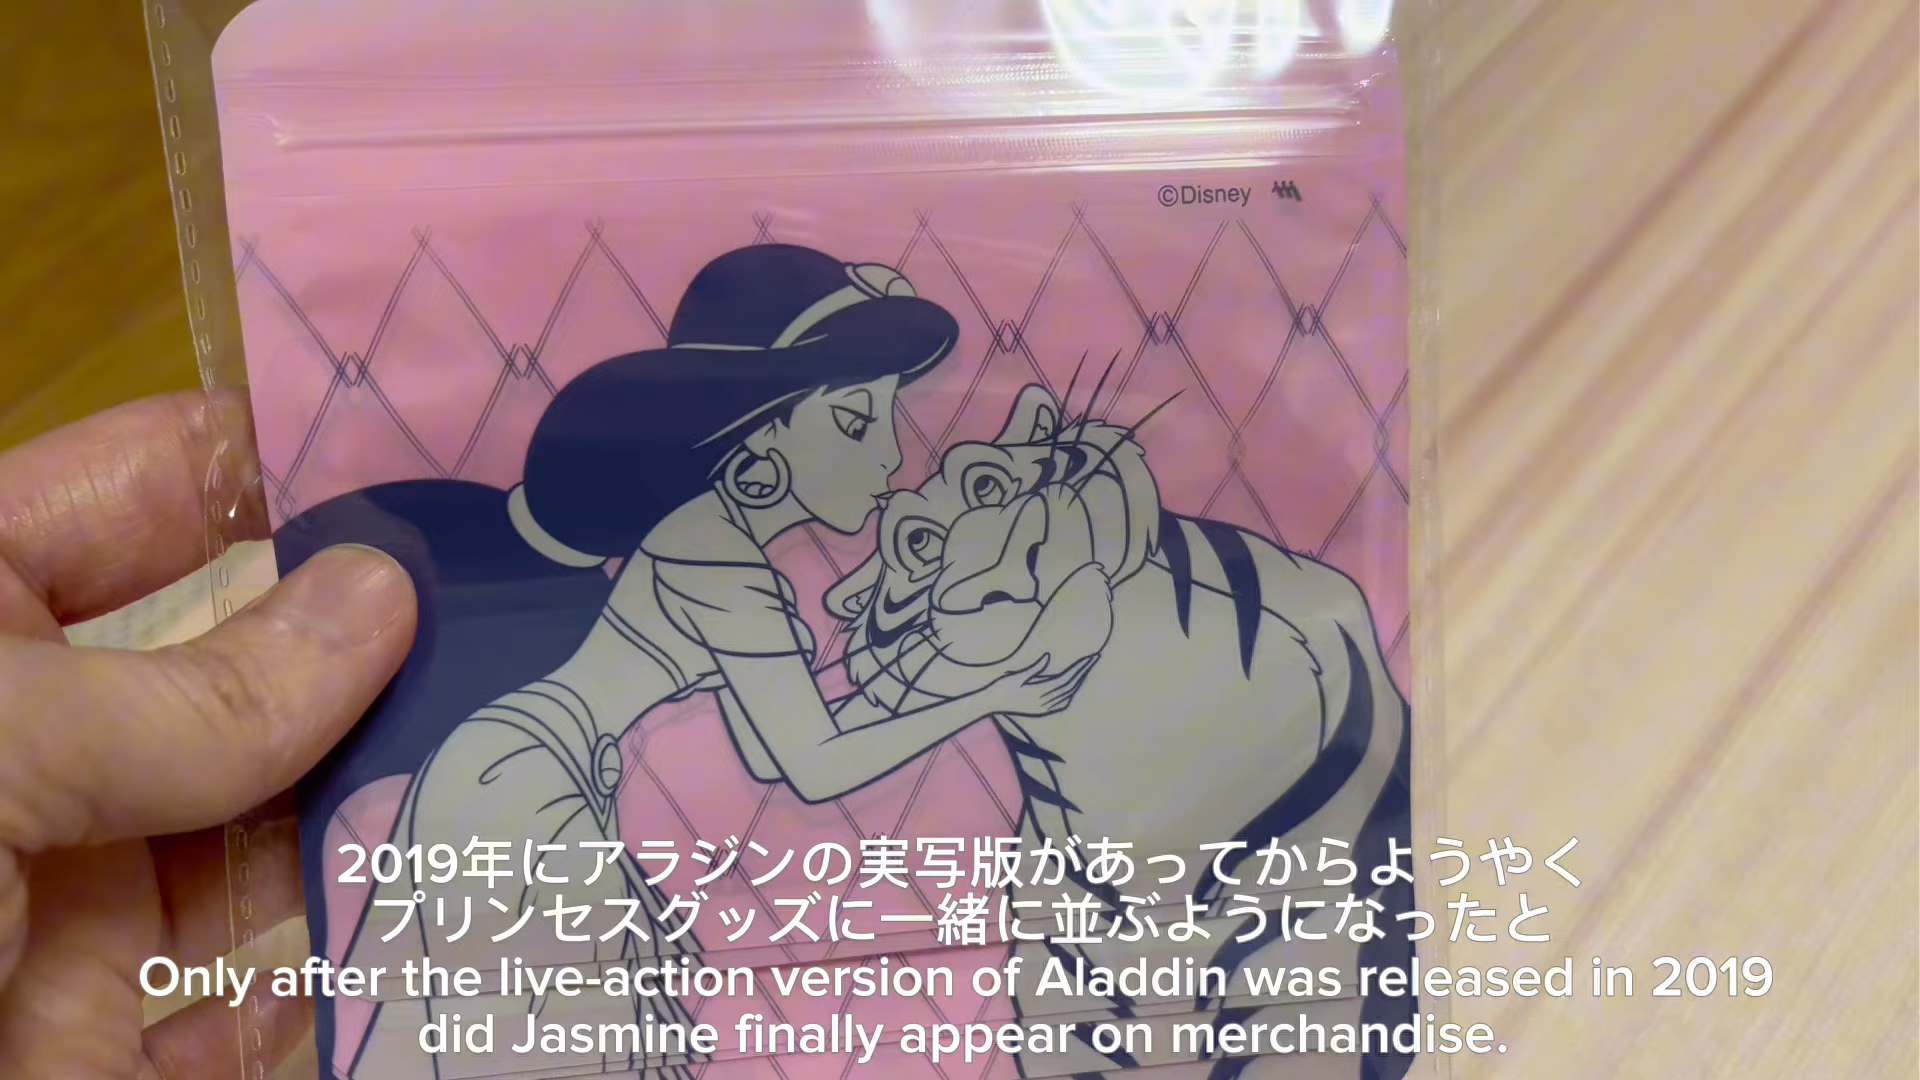 ©Disney
2019年にアラジンの実写版があってからようやく
プリンセスグッズに一緒に並ぶようになったと
Only after the live-action version of Aladdin was released in 2019
did Jasmine finally appear on merchandise.